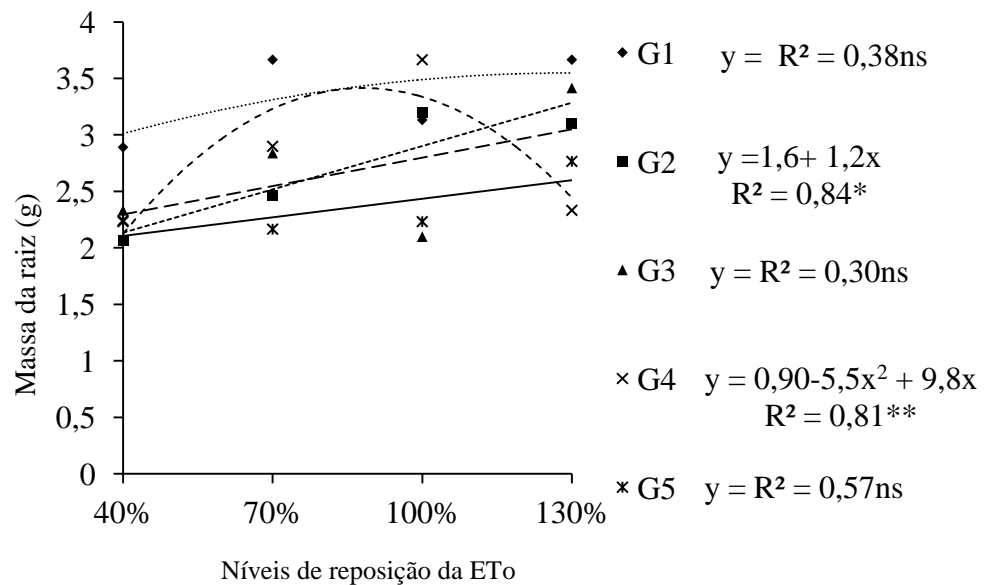 Massa da raiz (g)
4
3,5
3
2,5
2
1,5
1
0,5
0
40% 70% 100% 130%
Níveis de reposição da ETo
G1 y = R² = 0,38ns
G2 y =1,6+ 1,2x
R² = 0,84*
G3 y = R² = 0,30ns
G4 y = 0,90-5,5x² + 9,8x
R² = 0,81**
G5 y = R² = 0,57ns